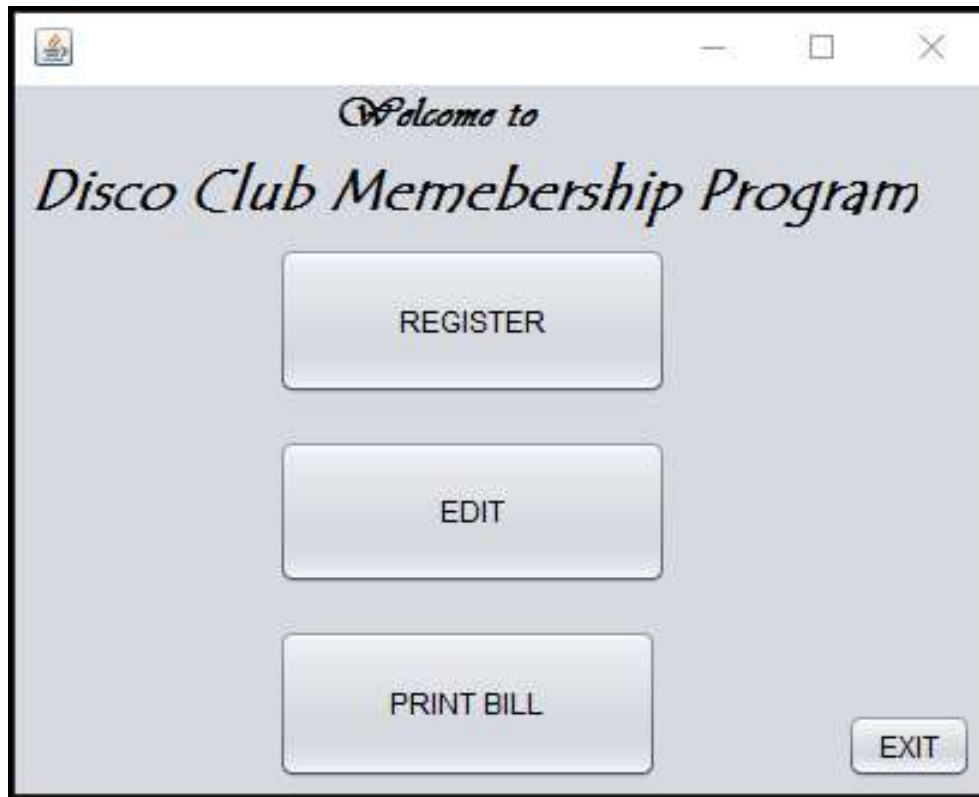 Welcome to
Disco Club Memebership Program
REGISTER
EDIT
PRINT BILL
EXIT